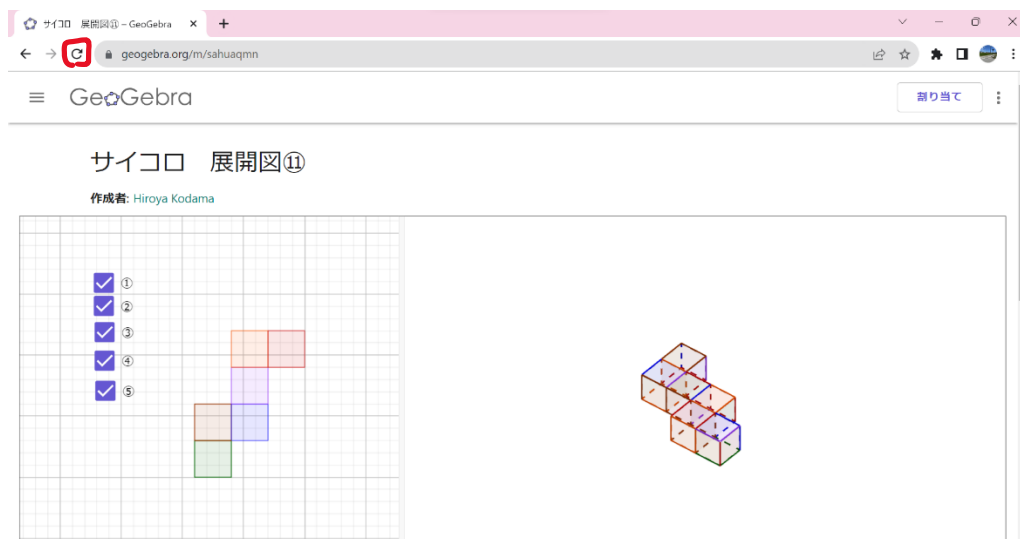 サイコロ 展開図⑪ – GeoGebra
geogebra.org/m/sahuaqmn
GeoGebra
割り当て
サイコロ 展開図⑪
作成者: Hiroya Kodama
①
②
③
④
⑤